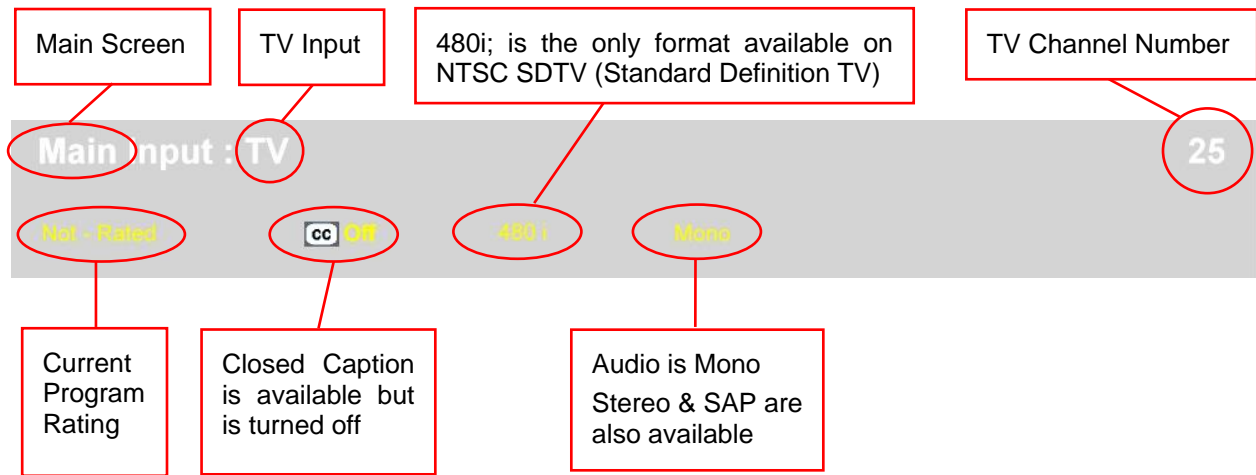 Main Screen
TV Input
480i; is the only format available on
NTSC SDTV (Standard Definition TV)
TV Channel Number
Main Input : TV
25
Not - Rated
cc Off
480 i
Mono
Current
Program
Rating
Closed Caption
is available but
is turned off
Audio is Mono
Stereo & SAP are
also available